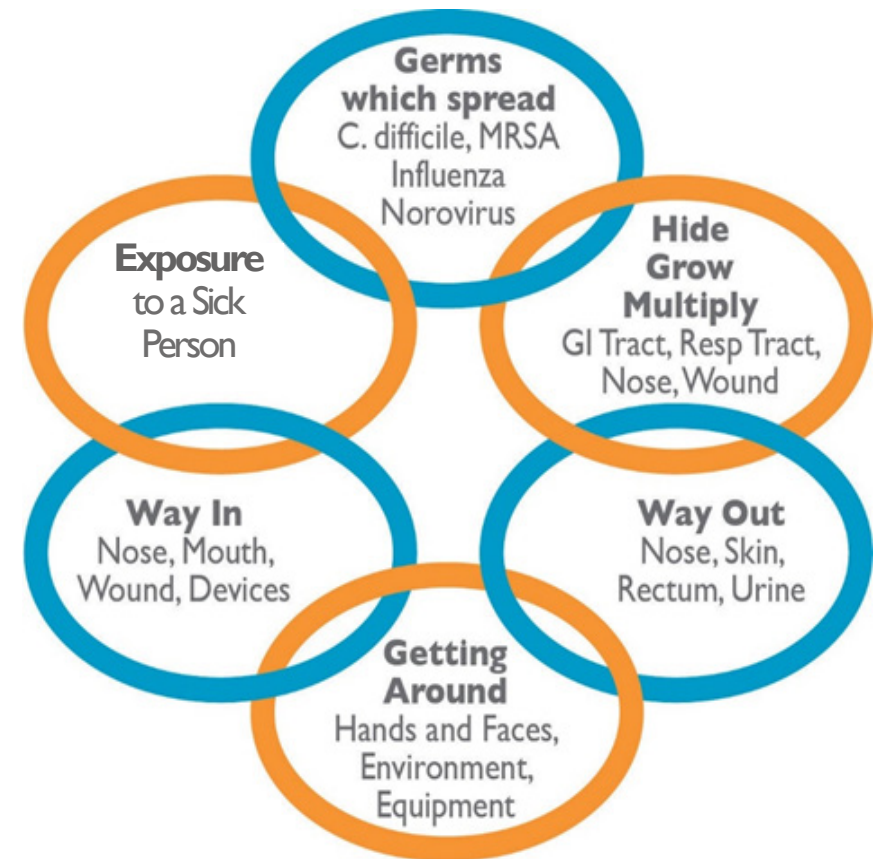 Germs
which spread
C. difficile, MRSA
Influenza
Norovirus
Hide
Grow
Multiply
GI Tract, Resp Tract,
Nose, Wound
Way Out
Nose, Skin,
Rectum, Urine
Getting
Around
Hands and Faces,
Environment,
Equipment
Way In
Nose, Mouth,
Wound, Devices
Exposure
to a Sick
Person